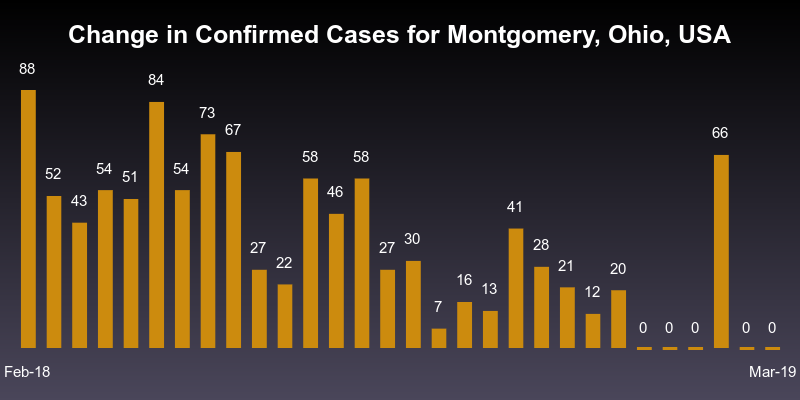 Change in Confirmed Cases for Montgomery, Ohio, USA
88 52 43 54 51 84 54 73 67 27 22 58 46 58 27 30 7 16 13 41 28 21 12 20 0 0 0 66 0 0
Feb-18 Mar-19